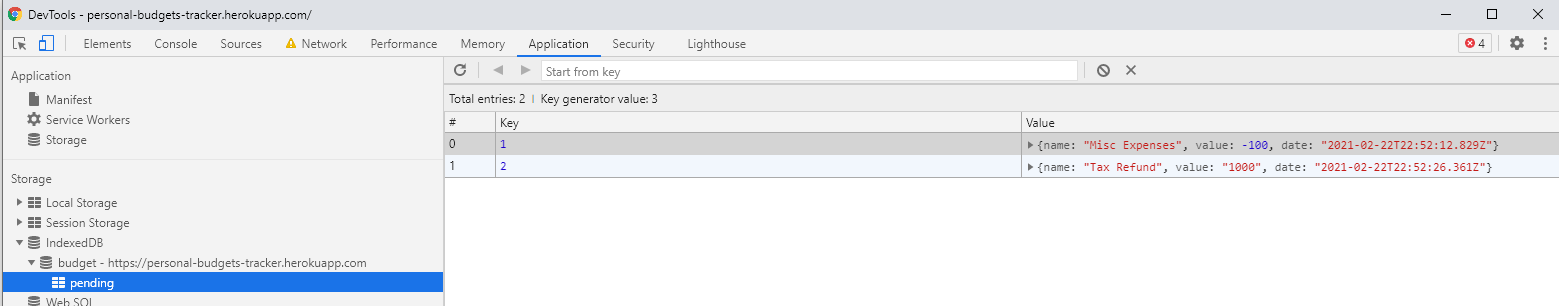 DevTools - personal-budgets-tracker.herokuapp.com/
Elements Console Sources Network Performance Memory Application Security Lighthouse 4
Application
Manifest
Service Workers
Storage
Storage
Local Storage
Session Storage
IndexedDB
budget - https://personal-budgets-tracker.herokuapp.com
pending
Web SQL
Start from key
Total entries: 2 Key generator value: 3
# Key Value
0 1 {name: "Misc Expenses", value: -100, date: "2021-02-22T22:52:12.829Z"}
1 2 {name: "Tax Refund", value: "1000", date: "2021-02-22T22:52:26.361Z"}